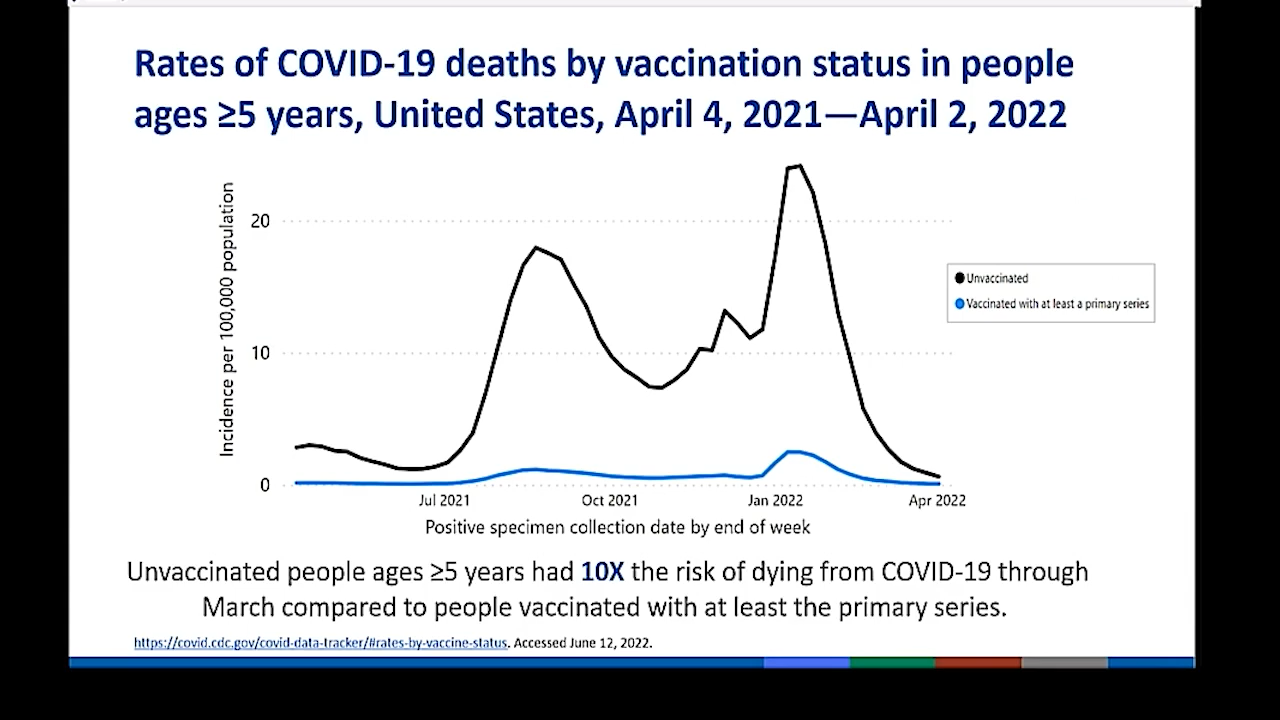 Rates of COVID-19 deaths by vaccination status in people
ages ≥5 years, United States, April 4, 2021—April 2, 2022
Incidence per 100,000 population
20
10
0
Jul 2021
Oct 2021
Jan 2022
Apr 2022
Positive specimen collection date by end of week
Unvaccinated
Vaccinated with at least a primary series
Unvaccinated people ages ≥5 years had 10X the risk of dying from COVID-19 through
March compared to people vaccinated with at least the primary series.
https://covid.cdc.gov/covid-data-tracker/#rates-by-vaccine-status. Accessed June 12, 2022.